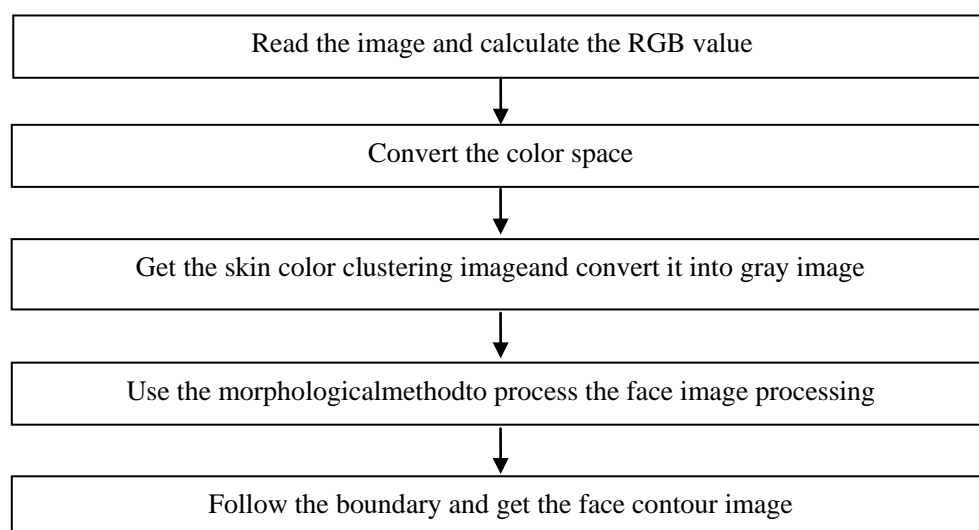 Read the image and calculate the RGB value
Convert the color space
Get the skin color clustering imageand convert it into gray image
Use the morphologicalmethodto process the face image processing
Follow the boundary and get the face contour image